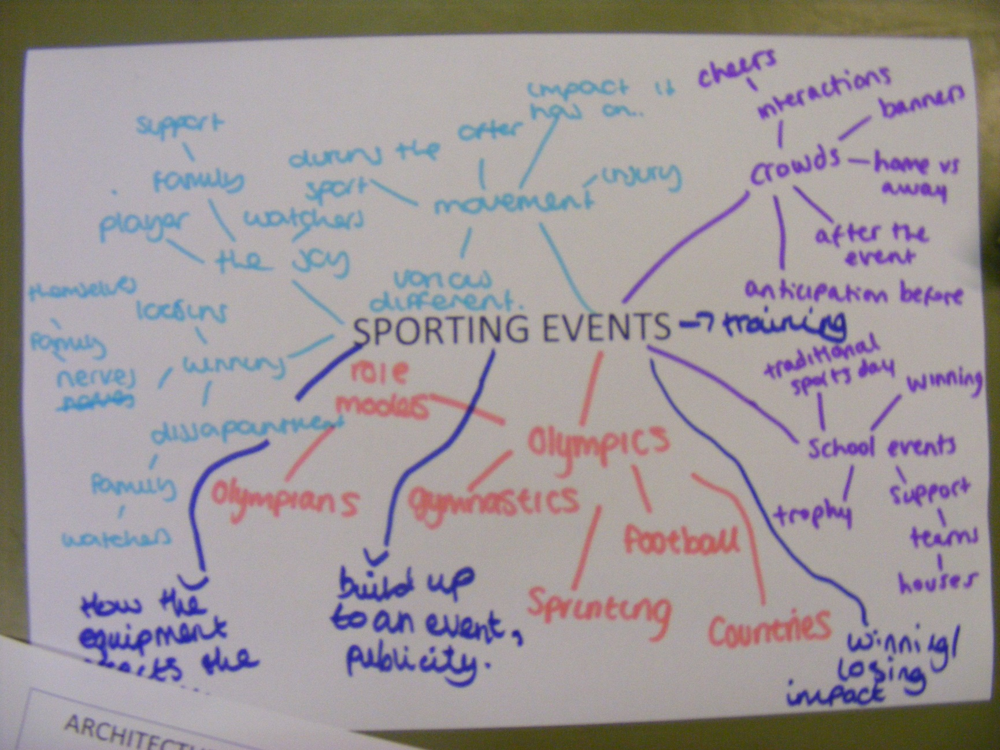 cheers
interactions
banners
crowds
home vs
away
after the
event
anticipation before
impact it
has on..
after
during the
sport
movement
injury
various
different.
support
family
player
watchers
the joy
themselves
loosing
family
winning
nerves
dissapointment
family
watchers
SPORTING EVENTS
→ training
traditional
sports day
winning
School events
trophy
support
teams
houses
role
models
Olympics
Olympians
gymnastics
football
Sprinting
Countries
How the
equipment
the
build up
to an event,
publicity.
winning/
losing
impact